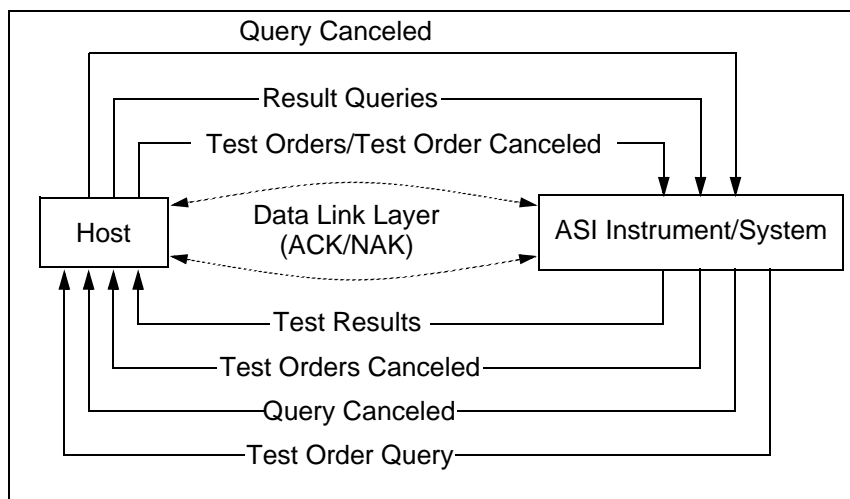 Query Canceled
Result Queries
Test Orders/Test Order Canceled
Host
Data Link Layer
(ACK/NAK)
ASI Instrument/System
Test Results
Test Orders Canceled
Query Canceled
Test Order Query